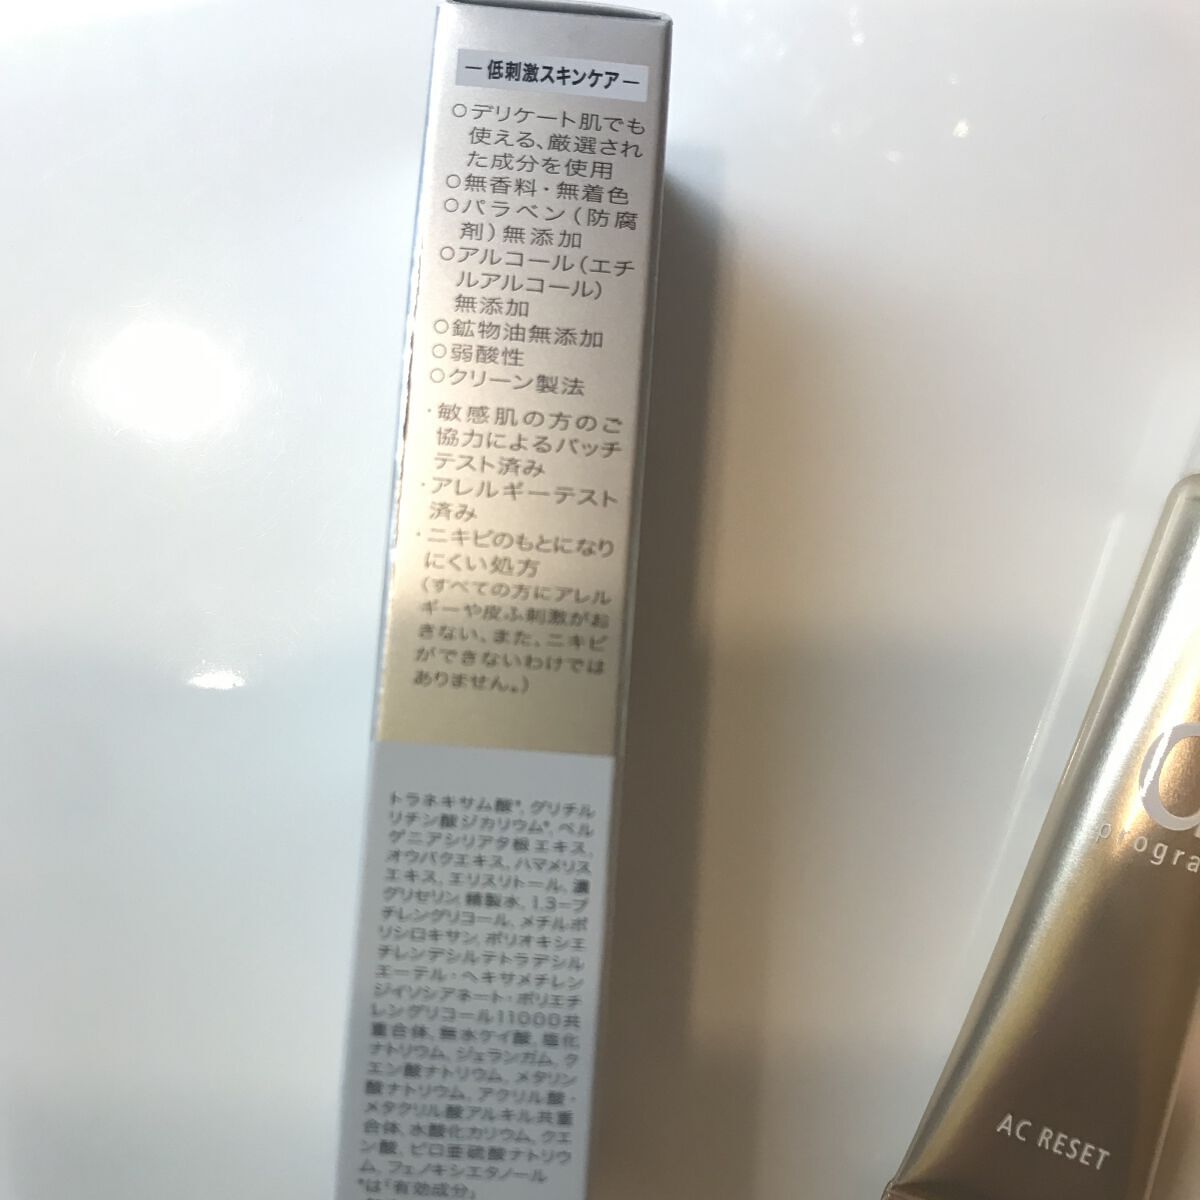 —低刺激スキンケア—
○デリケート肌でも
使える、厳選され
た成分を使用
○無香料・無着色
○パラベン(防腐
剤)無添加
○アルコール(エチ
ルアルコール)
無添加
○鉱物油無添加
○弱酸性
○クリーン製法
・敏感肌の方のご
協力によるパッチ
テスト済み
・アレルギーテスト
済み
・ニキビのもとになり
にくい処方
(すべての方にアレル
ギーや皮ふ刺激がお
きない、また、ニキビ
ができないわけでは
ありません。)
トラネキサム酸*, グリチル
リチン酸ジカリウム*, ベル
ゲニアシリアタ根エキス,
オウバクエキス, ハマメリス
エキス, エリスリトール, 濃
グリセリン, 精製水, 1,3-ブ
チレングリコール, メチルポ
リシロキサン, ポリオキシエ
チレンデシルテトラデシル
エーテル・ヘキサメチレン
ジイソシアネート・ポリエチ
レングリコール11000共
重合体, 無水ケイ酸, 塩化
ナトリウム, ジェランガム, ク
エン酸ナトリウム, メタリン
酸ナトリウム, アクリル酸・
メタクリル酸アルキル共重
合体, 水酸化カリウム, クエ
ン酸, ピロ亜硫酸ナトリウ
ム, フェノキシエタノール
*は「有効成分」
progra
AC RESET